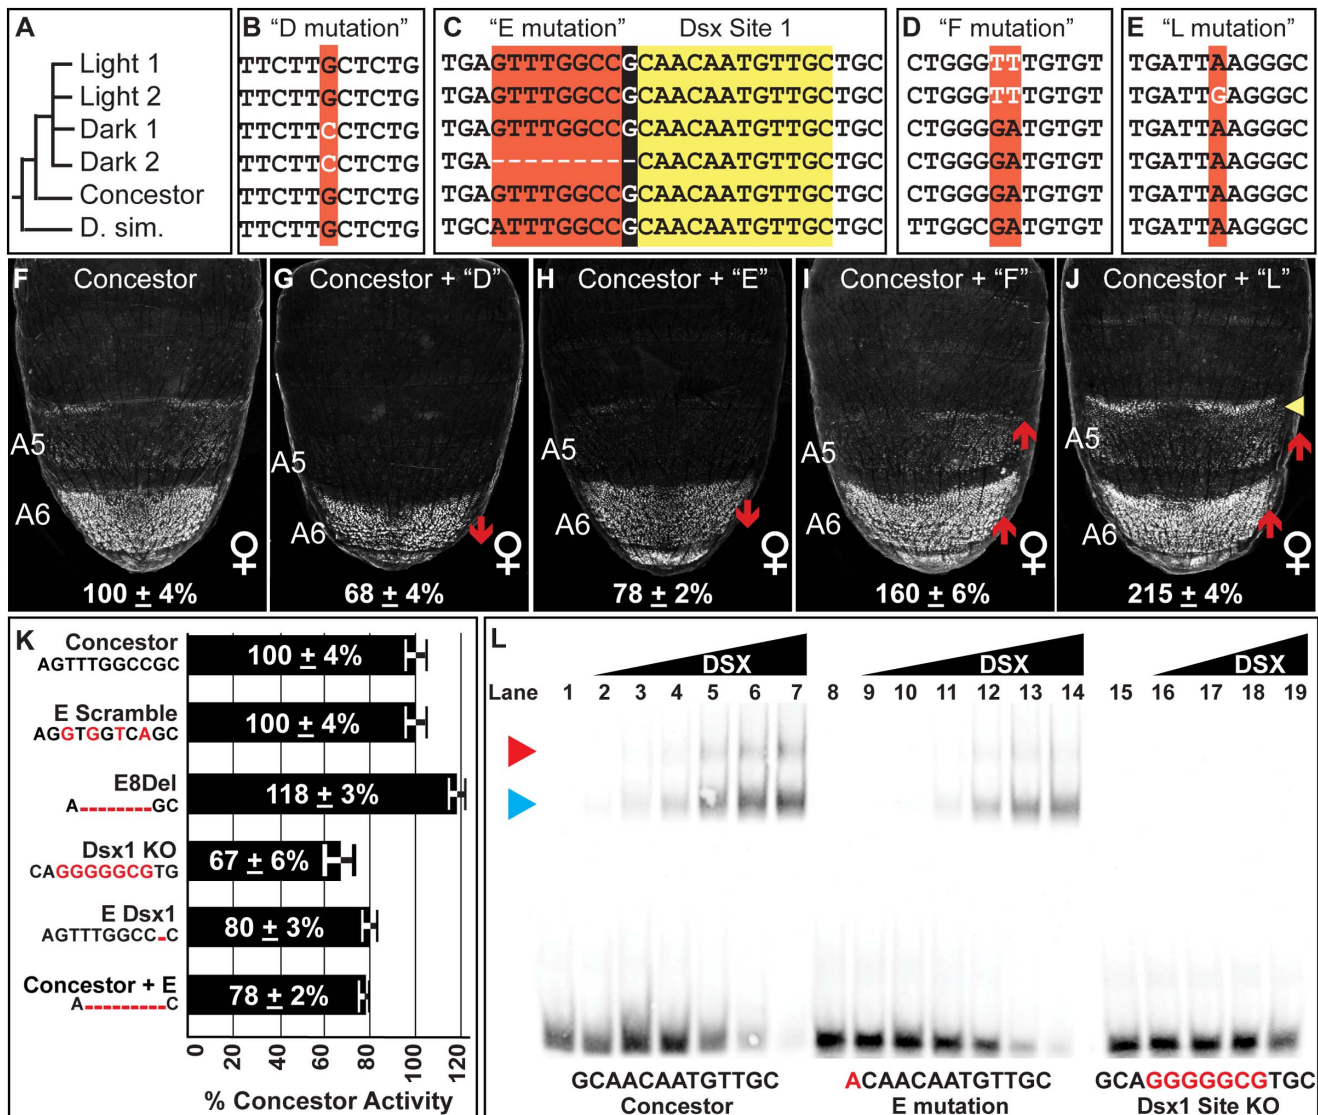 A
Light 1
Light 2
Dark 1
Dark 2
Concestor
D. sim.
B "D mutation"
TTCTTGCTCTG
TTCTTGCTCTG
TTCTTCCTCTG
TTCTTCCTCTG
TTCTTGCTCTG
TTCTTGCTCTG
C "E mutation" Dsx Site 1
TGAGTTTGGCCGCAACAATGTTGCTGC
TGAGTTTGGCCGCAACAATGTTGCTGC
TGAGTTTGGCCGCAACAATGTTGCTGC
TGA---------CAACAATGTTGCTGC
TGAGTTTGGCCGCAACAATGTTGCTGC
TGCATTTGGCCGCAACAATGTTGCTGC
D "F mutation"
CTGGGTTTGTGT
CTGGGTTTGTGT
CTGGGGATGTGT
CTGGGGATGTGT
CTGGGGATGTGT
TTGGCGATGTGT
E "L mutation"
TGATTAAGGGC
TGATTGAGGGC
TGATTAAGGGC
TGATTAAGGGC
TGATTAAGGGC
TGATTAAGGGC
F Concestor
A5
A6
♀
100 ± 4%
G Concestor + "D"
♀
68 ± 4%
H Concestor + "E"
A5
A6
♀
78 ± 2%
I Concestor + "F"
A5
A6
♀
160 ± 6%
J Concestor + "L"
A5
A6
♀
215 ± 4%
K
Concestor
AGTTTGGCCGC
100 ± 4%
E Scramble
AGGTGGTCAGC
100 ± 4%
E8Del
A--------GC
118 ± 3%
Dsx1 KO
CAGGGGGCGTG
67 ± 6%
E Dsx1
AGTTTGGCC-C
80 ± 3%
Concestor + E
A---------C
78 ± 2%
0 20 40 60 80 100 120
% Concestor Activity
L
DSX DSX DSX
Lane 1 2 3 4 5 6 7 8 9 10 11 12 13 14 15 16 17 18 19
GCAACAATGTTGC ACAACAATGTTGC GCAGGGGGCGTGC
Concestor E mutation Dsx1 Site KO